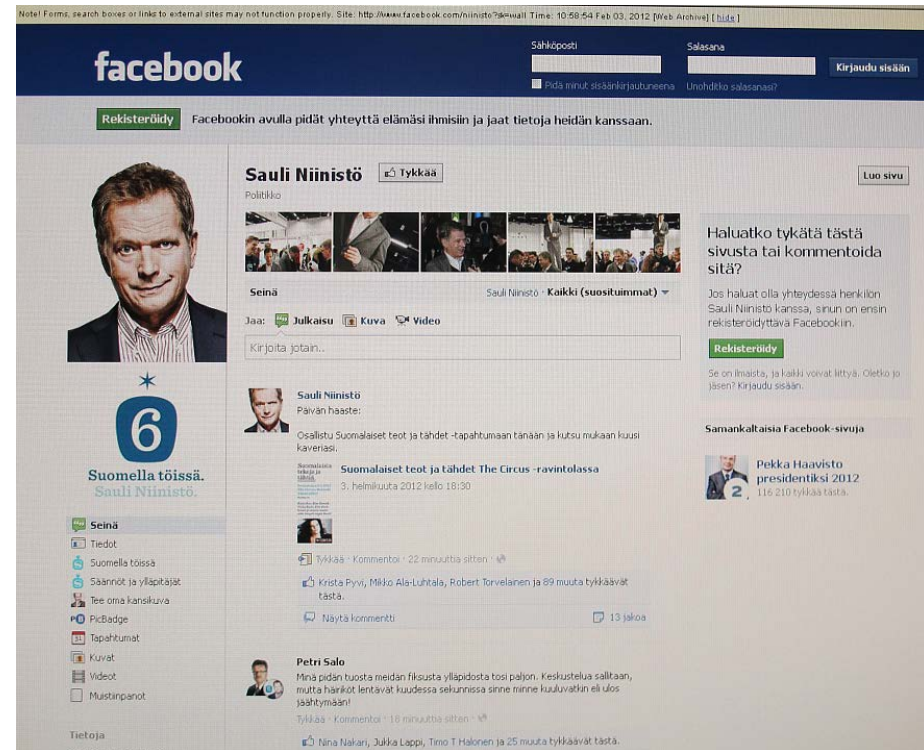 Note! Forms, search boxes or links to external sites may not function properly. Site: http://www.facebook.com/niinisto?sk=wall Time: 10:58:54 Feb 03, 2012 [Web Archive] [ hide ]
facebook
Sähköposti
Salasana
Kirjaudu sisään
Pidä minut sisäänkirjautuneena
Unohditko salasanasi?
Rekisteröidy
Facebookin avulla pidät yhteyttä elämäsi ihmisiin ja jaat tietoja heidän kanssaan.
Sauli Niinistö
Tykkää
Luo sivu
Politikko
Seinä
Sauli Niinistö · Kaikki (suosituimmat)
Jaa: Julkaisu Kuva Video
Kirjoita jotain..
Sauli Niinistö
Päivän haaste:
Osallistu Suomalaiset teot ja tähdet -tapahtumaan tänään ja kutsu mukaan kuusi
kaveriasi.
Suomalaiset teot ja tähdet The Circus -ravintolassa
3. helmikuuta 2012 kello 18:30
Tykkää · Kommentoi · 22 minuuttia sitten ·
Krista Pyvi, Mikko Ala-Luhtala, Robert Torvelainen ja 89 muuta tykkäävät
tästä.
Näytä kommentti
13 jakoa
Petri Salo
Minä pidän tuosta meidan fiksusta ylläpidosta tosi paljon. Keskustelua sallitaan,
mutta häiriköt lentävät kuudessa sekunnissa sinne minne kuuluvatkin eli ulos
jäähtymään!
Tykkää · Kommentoi · 18 minuuttia sitten ·
Nina Nakari, Jukka Lappi, Timo T Halonen ja 25 muuta tykkäävät tästä.
6
Suomella töissä.
Sauli Niinistö.
Seinä
Tiedot
Suomella töissä
Säännöt ja ylläpitäjät
Tee oma kansikuva
PicBadge
Tapahtumat
Kuvat
Videot
Muistiinpanot
Tietoja
Haluatko tykätä tästä
sivusta tai kommentoida
sitä?
Jos haluat olla yhteydessä henkilön
Sauli Niinistö kanssa, sinun on ensin
rekisteröidyttävä Facebookiin.
Rekisteröidy
Se on ilmaista, ja kaikki voivat liittyä. Oletko jo
jäsen? Kirjaudu sisään.
Samankaltaisia Facebook-sivuja
Pekka Haavisto
presidentiksi 2012
116 210 tykkää tästä.
2